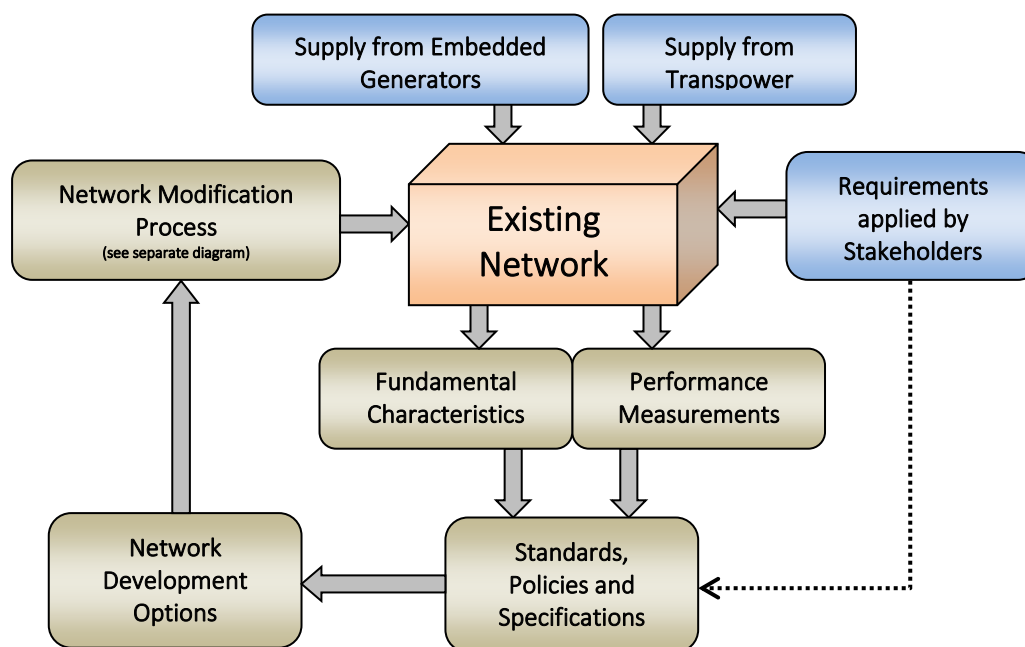 Supply from Embedded
Generators
Supply from
Transpower
Network Modification
Process
(see separate diagram)
Existing
Network
Requirements
applied by
Stakeholders
Fundamental
Characteristics
Performance
Measurements
Network
Development
Options
Standards,
Policies and
Specifications